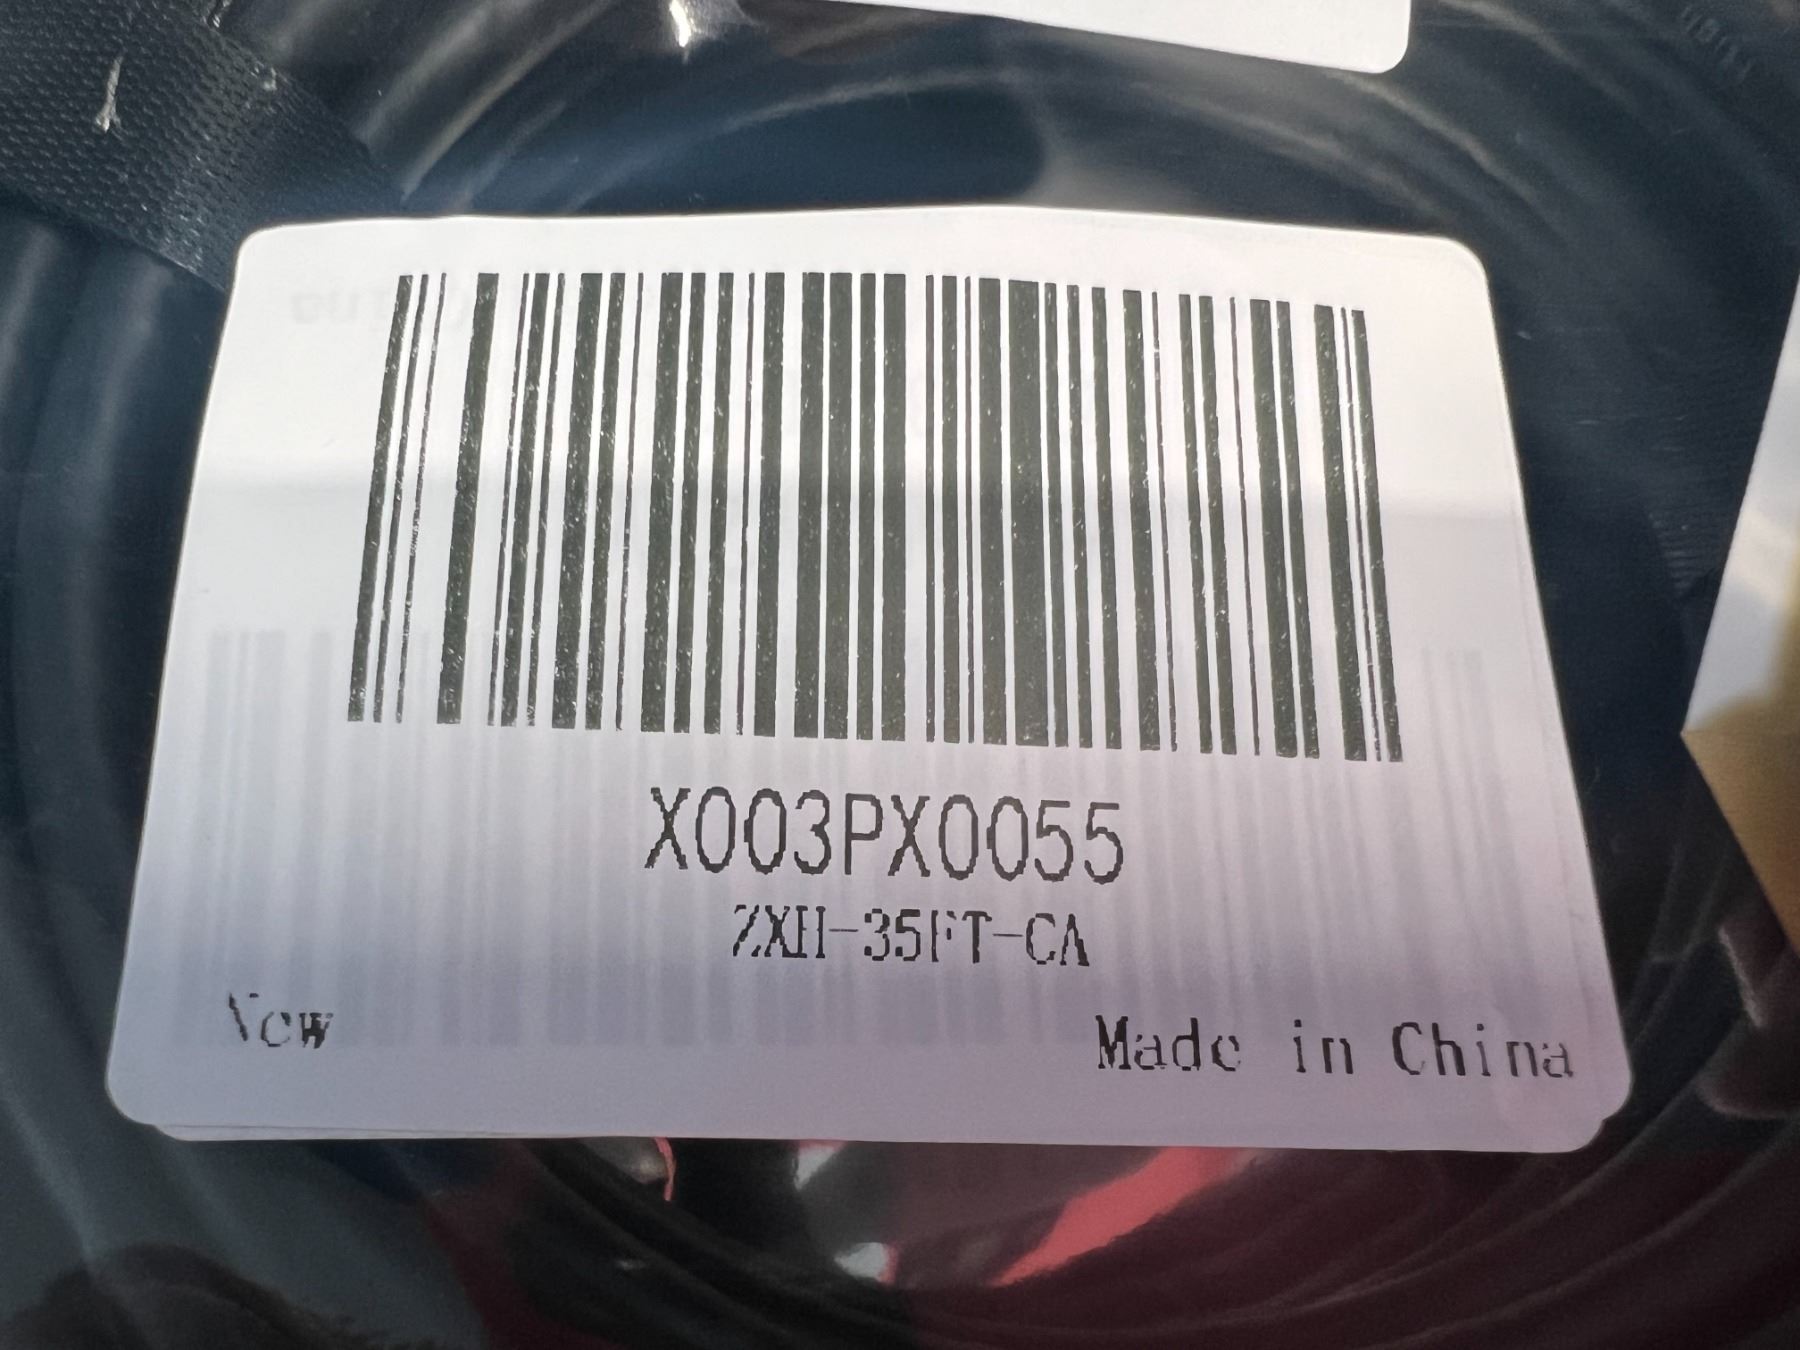 X003PX0055
ZXH-35FT-CA
New
Made in China